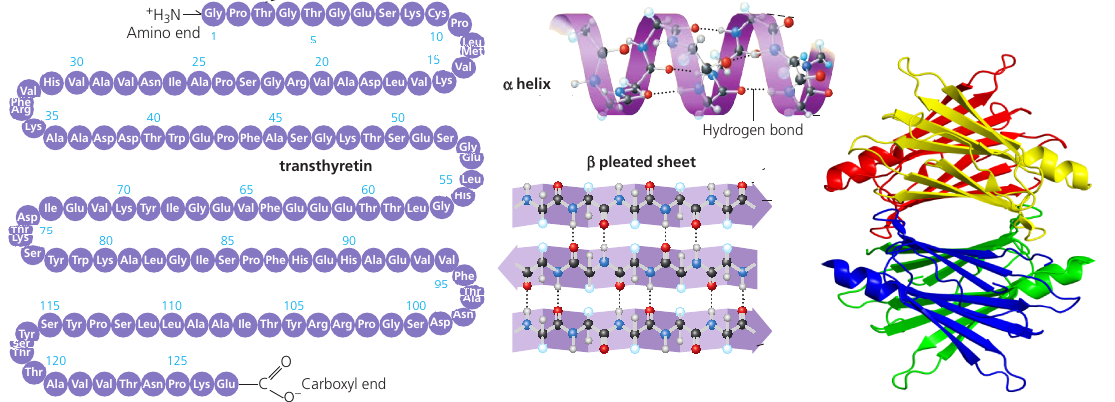 +H3N Gly Pro Thr Gly Thr Gly Glu Ser Lys Cys Pro
Amino end 1 5 10 Leu
Met
30 25 20 15 Val
His Val Ala Val Asn Ile Ala Pro Ser Gly Arg Val Ala Asp Leu Val Lys
Val
Phe
Arg
35 40 45 50
Lys Ala Ala Asp Asp Thr Trp Glu Pro Phe Ala Ser Gly Lys Thr Ser Glu Ser Gly
Glu
transthyretin
Leu
70 65 60 55 His
Ile Glu Val Lys Tyr Ile Gly Glu Val Phe Glu Glu Glu Thr Thr Leu Gly
Asp
Thr
Lys 75 80 85 90
Ser Tyr Trp Lys Ala Leu Gly Ile Ser Pro Phe His Glu His Ala Glu Val Val
Phe
95 Thr
Ala
115 110 105 100 Asn
Ser Tyr Pro Ser Leu Leu Ala Ala Ile Thr Tyr Arg Arg Pro Gly Ser Asp
Tyr
Ser
Thr
120 125
Thr Ala Val Val Thr Asn Pro Lys Glu C O O−
Carboxyl end
α helix
Hydrogen bond
β pleated sheet